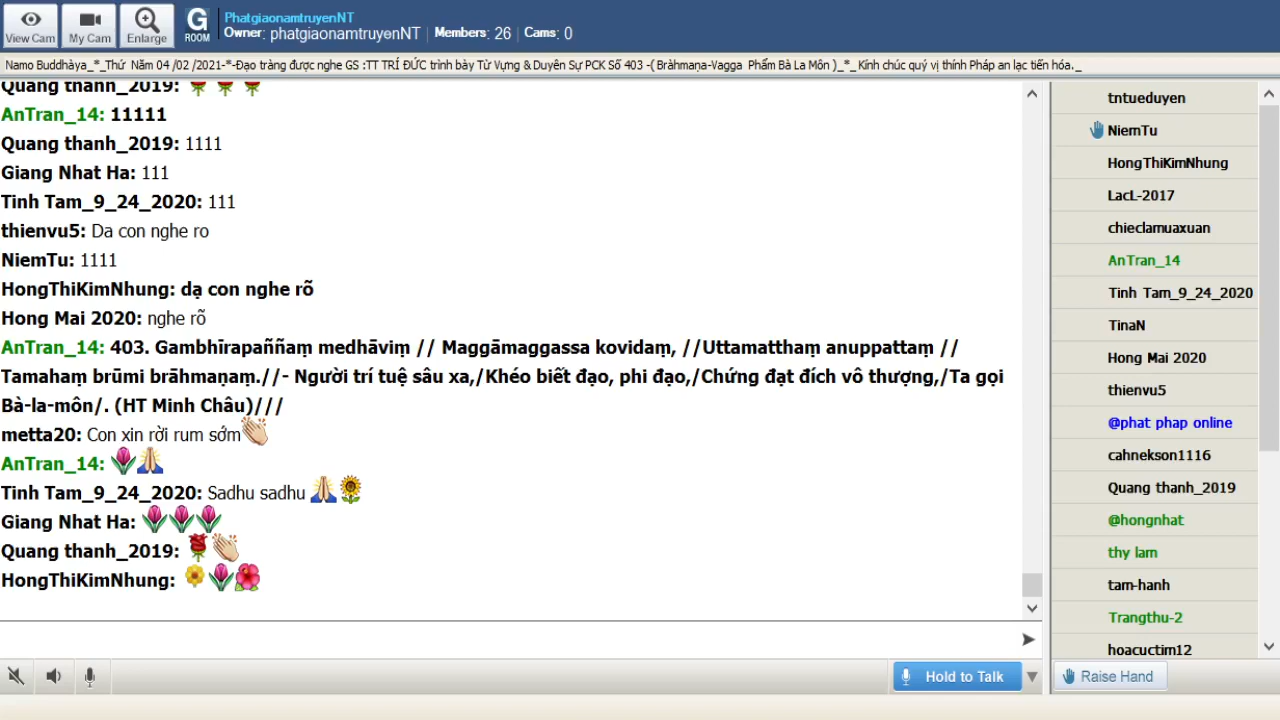 View Cam
My Cam
Enlarge
G
ROOM
PhatgiaonamtruyenNT
Owner: phatgiaonamtruyenNT Members: 26 Cams: 0
Namo Buddhàya_*_Thứ Năm 04 /02 /2021-*-Đạo tràng được nghe GS :TT TRÍ ĐỨC trình bày Từ Vựng & Duyên Sự PCK Số 403 -( Bràhmaṇa-Vagga Phẩm Bà La Môn )_*_ Kính chúc quý vị thính Pháp an lạc tiến hóa._
Quang thanh_2019:
AnTran_14: 11111
Quang thanh_2019: 1111
Giang Nhat Ha: 111
Tinh Tam_9_24_2020: 111
thienvu5: Da con nghe ro
NiemTu: 1111
HongThiKimNhung: dạ con nghe rõ
Hong Mai 2020: nghe rõ
AnTran_14: 403. Gambhīrapaññaṃ medhāviṃ // Maggāmaggassa kovidaṃ, //Uttamatthaṃ anuppattaṃ //
Tamahaṃ brūmi brāhmaṇaṃ.//- Người trí tuệ sâu xa,/Khéo biết đạo, phi đạo,/Chứng đạt đích vô thượng,/Ta gọi
Bà-la-môn/. (HT Minh Châu)///
metta20: Con xin rời rum sớm
AnTran_14:
Tinh Tam_9_24_2020: Sadhu sadhu
Giang Nhat Ha:
Quang thanh_2019:
HongThiKimNhung:
Hold to Talk
tntueduyen
NiemTu
HongThiKimNhung
LacL-2017
chieclamuaxuan
AnTran_14
Tinh Tam_9_24_2020
TinaN
Hong Mai 2020
thienvu5
@phat phap online
cahnekson1116
Quang thanh_2019
@hongnhat
thy lam
tam-hanh
Trangthu-2
hoacuctim12
Raise Hand